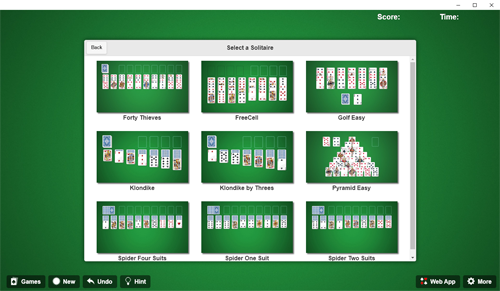 Score: Time:
Back Select a Solitaire
Forty Thieves FreeCell Golf Easy
Klondike Klondike by Threes Pyramid Easy
Spider Four Suits Spider One Suit Spider Two Suits
Games New Undo Hint Web App More